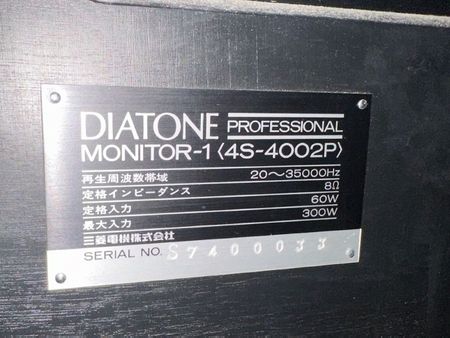 DIATONE PROFESSIONAL
MONITOR-1〈4S-4002P〉
再生周波数帯域 20〜35000Hz
定格インピーダンス 8Ω
定格入力 60W
最大入力 300W
三菱電機株式会社
SERIAL NO. S7400033